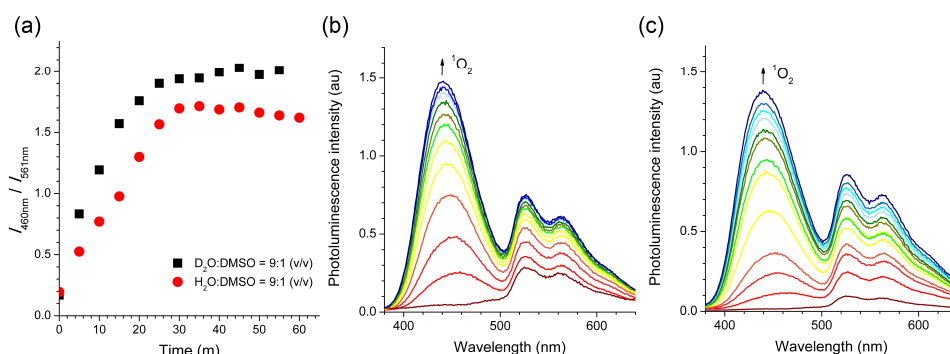 (a)
2.0
1.5
1.0
0.5
0.0
I460nm / I561nm
D2O:DMSO = 9:1 (v/v)
H2O:DMSO = 9:1 (v/v)
0 10 20 30 40 50 60
Time (m)
(b)
1.5
1.0
0.5
0.0
Photoluminescence intensity (au)
1O2
400 500 600
Wavelength (nm)
(c)
1.5
1.0
0.5
0.0
Photoluminescence intensity (au)
1O2
400 500 600
Wavelength (nm)